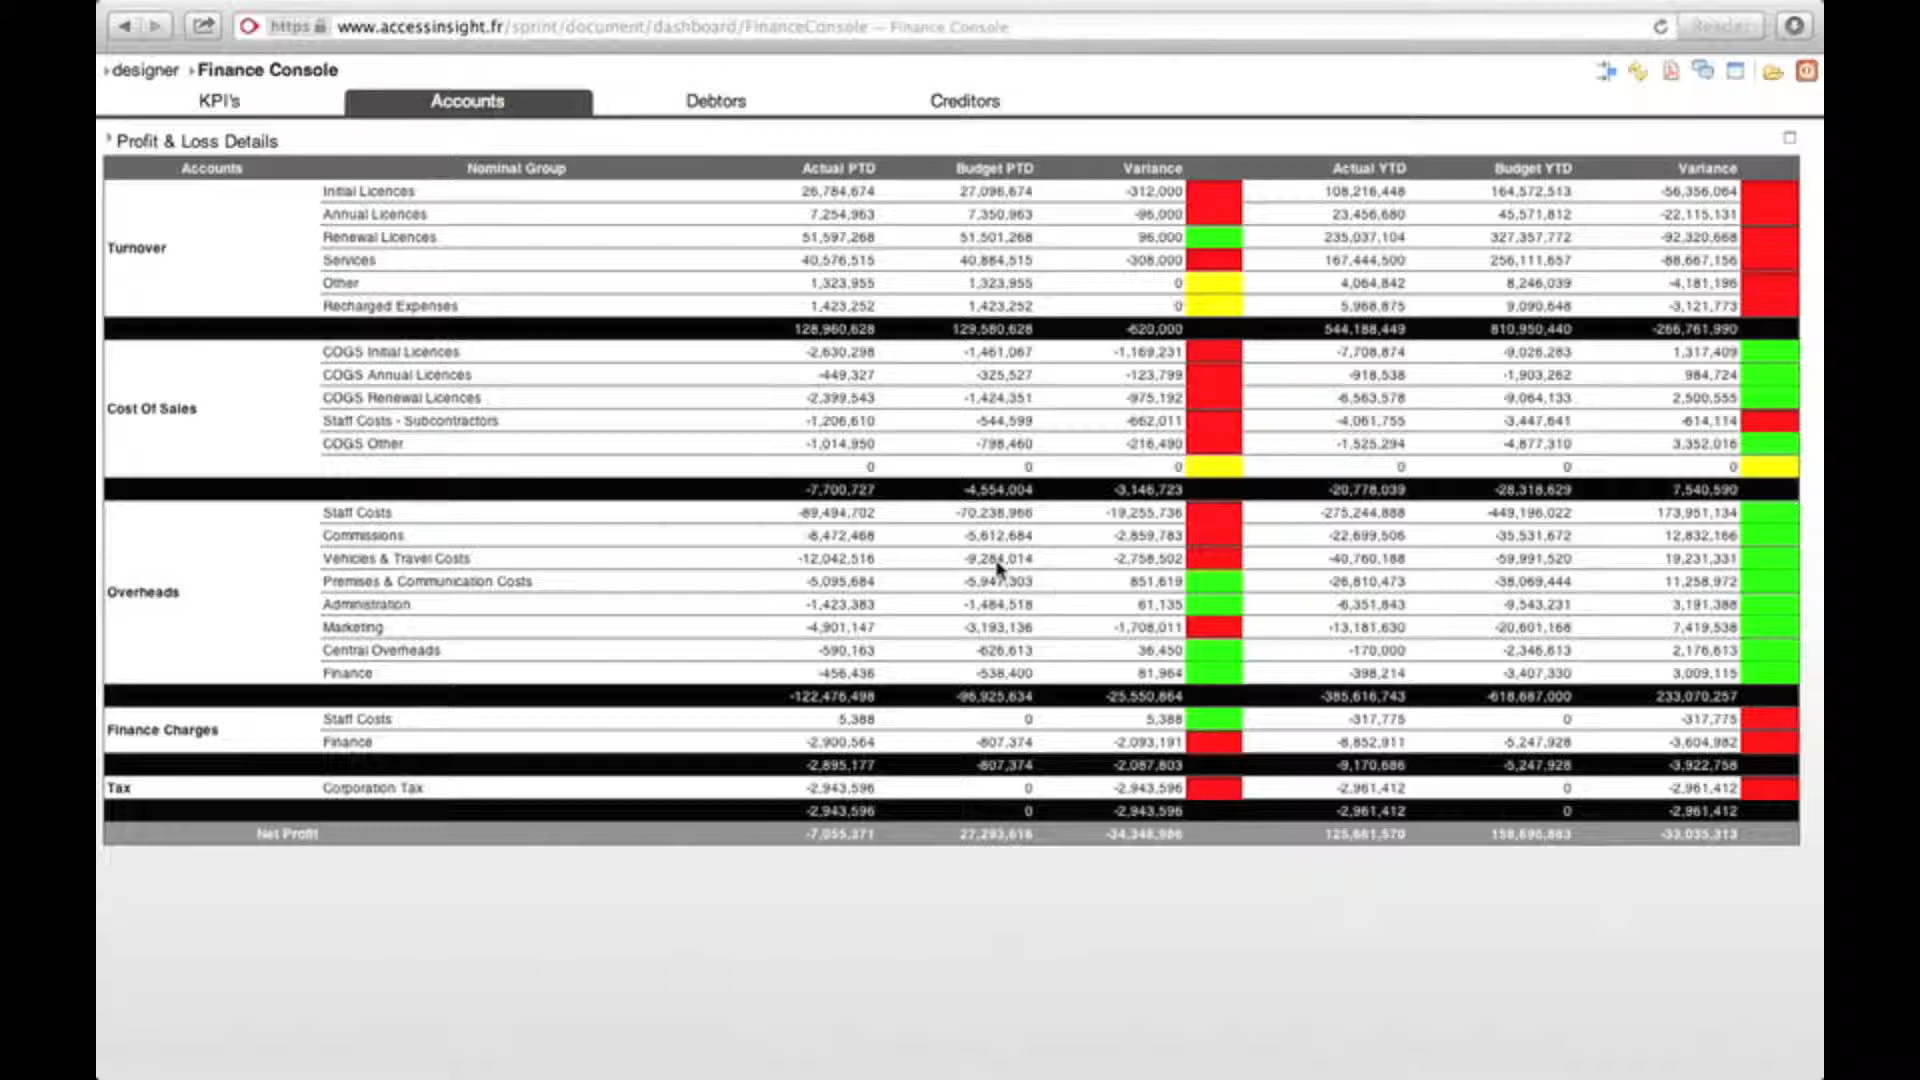 https www.accessinsight.fr/sprint/document/dashboard/FinanceConsole — Finance Console Reader
designer Finance Console
KPI's Accounts Debtors Creditors
Profit & Loss Details
Accounts Nominal Group Actual PTD Budget PTD Variance Actual YTD Budget YTD Variance
Initial Licences 26,784,674 27,096,674 -312,000 108,216,448 164,572,513 -56,356,064
Annual Licences 7,254,963 7,350,963 -96,000 23,456,680 45,571,812 -22,115,131
Renewal Licences 51,597,268 51,501,268 96,000 235,037,104 327,357,772 -92,320,668
Turnover
Services 40,576,515 40,884,515 -308,000 167,444,500 256,111,657 -88,667,156
Other 1,323,955 1,323,955 0 4,064,842 8,246,039 -4,181,196
Recharged Expenses 1,423,252 1,423,252 0 5,968,875 9,090,648 -3,121,773
128,960,628 129,580,628 -620,000 544,188,449 810,950,440 -266,761,990
COGS Initial Licences -2,630,298 -1,461,067 -1,169,231 -7,708,874 -9,026,283 1,317,409
COGS Annual Licences -449,327 -325,527 -123,799 -918,538 -1,903,262 984,724
COGS Renewal Licences -2,399,543 -1,424,351 -975,192 -6,563,578 -9,064,133 2,500,555
Cost Of Sales
Staff Costs - Subcontractors -1,206,610 -544,599 -662,011 -4,061,755 -3,447,641 -614,114
COGS Other -1,014,950 -798,460 -216,490 -1,525,294 -4,877,310 3,352,016
0 0 0 0 0 0
-7,700,727 -4,554,004 -3,146,723 -20,778,039 -28,318,629 7,540,590
Staff Costs -89,494,702 -70,238,966 -19,255,736 -275,244,888 -449,196,022 173,951,134
Commissions -8,472,468 -5,612,684 -2,859,783 -22,699,506 -35,531,672 12,832,166
Vehicles & Travel Costs -12,042,516 -9,284,014 -2,758,502 -40,760,188 -59,991,520 19,231,331
Premises & Communication Costs -5,095,684 -5,947,303 851,619 -26,810,473 -38,069,444 11,258,972
Overheads
Administration -1,423,383 -1,484,518 61,135 -6,351,843 -9,543,231 3,191,388
Marketing -4,901,147 -3,193,136 -1,708,011 -13,181,630 -20,601,168 7,419,538
Central Overheads -590,163 -626,613 36,450 -170,000 -2,346,613 2,176,613
Finance -456,436 -538,400 81,964 -398,214 -3,407,330 3,009,115
-122,476,498 -96,925,634 -25,550,864 -385,616,743 -618,687,000 233,070,257
Staff Costs 5,388 0 5,388 -317,775 0 -317,775
Finance Charges
Finance -2,900,564 -807,374 -2,093,191 -8,852,911 -5,247,928 -3,604,982
-2,895,177 -807,374 -2,087,803 -9,170,686 -5,247,928 -3,922,758
Tax Corporation Tax -2,943,596 0 -2,943,596 -2,961,412 0 -2,961,412
-2,943,596 0 -2,943,596 -2,961,412 0 -2,961,412
Net Profit -7,055,371 27,293,616 -34,348,986 125,661,570 158,696,883 -33,035,313